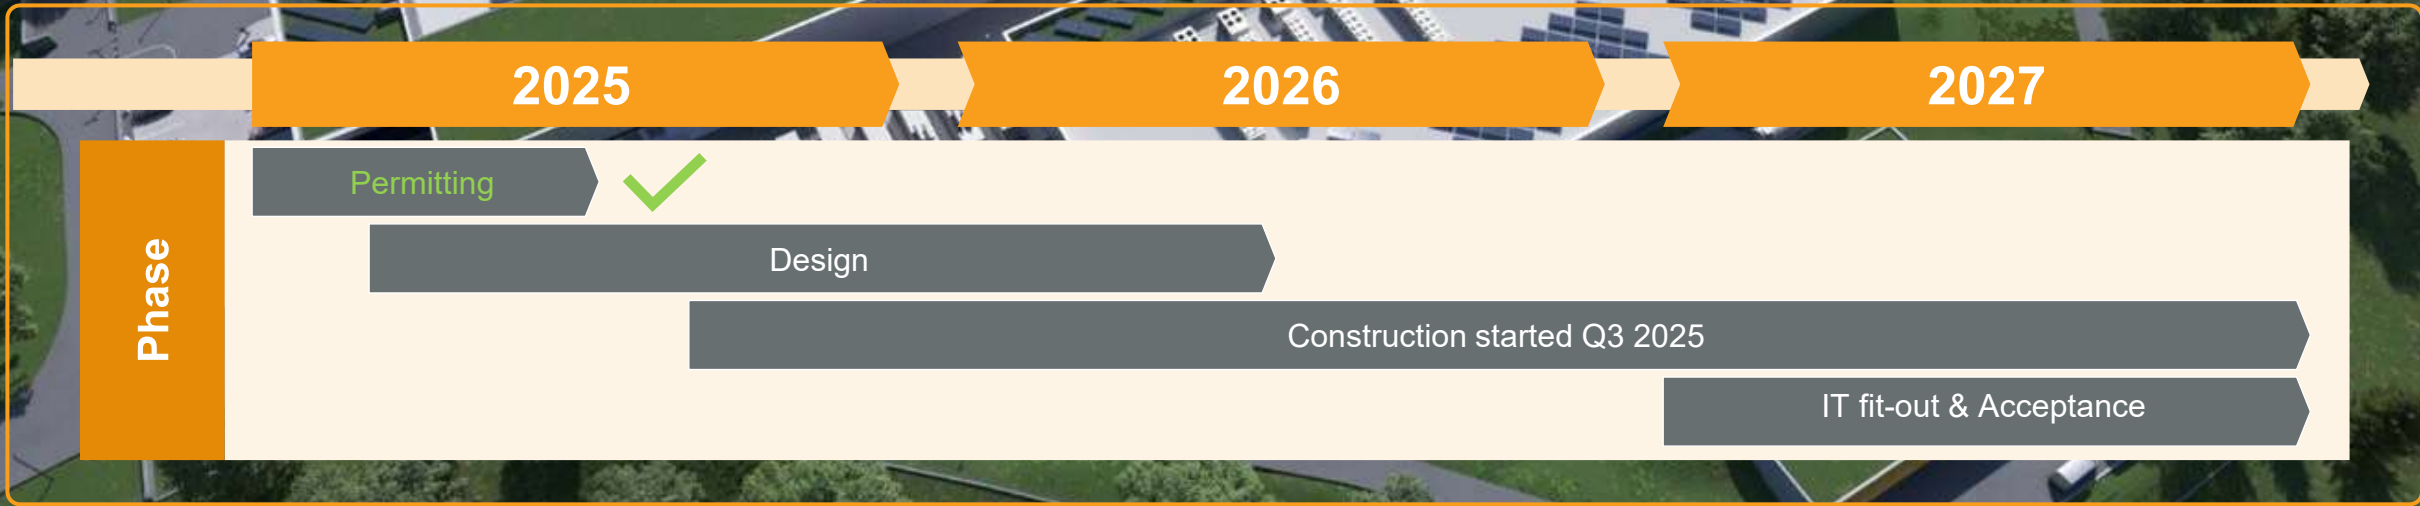 2025
2026
2027
Phase
Permitting
Design
Construction started Q3 2025
IT fit-out & Acceptance